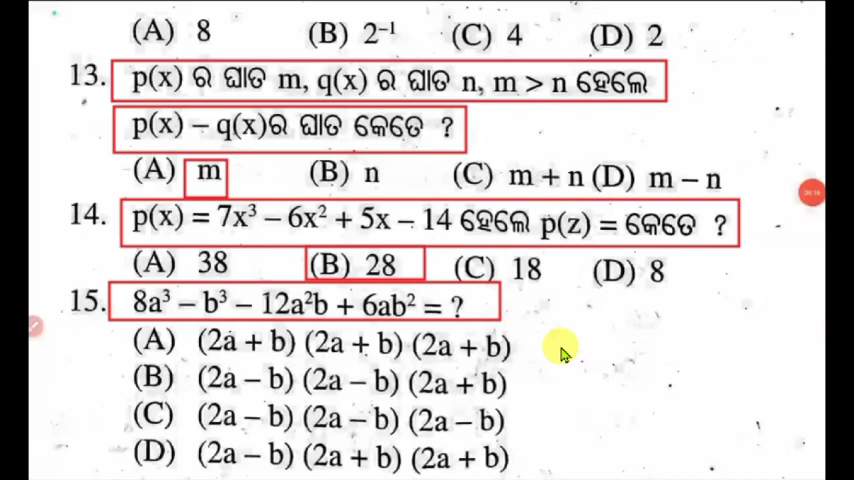 (A) 8 (B) 2⁻¹ (C) 4 (D) 2
13. p(x) ର ଘାତ m, q(x) ର ଘାତ n, m > n ହେଲେ
p(x) – q(x)ର ଘାତ କେତେ ?
(A) m (B) n (C) m + n (D) m – n
14. p(x) = 7x³ – 6x² + 5x – 14 ହେଲେ p(z) = କେତେ ?
(A) 38 (B) 28 (C) 18 (D) 8
15. 8a³ – b³ – 12a²b + 6ab² = ?
(A) (2a + b) (2a + b) (2a + b)
(B) (2a – b) (2a – b) (2a + b)
(C) (2a – b) (2a – b) (2a – b)
(D) (2a – b) (2a + b) (2a + b)